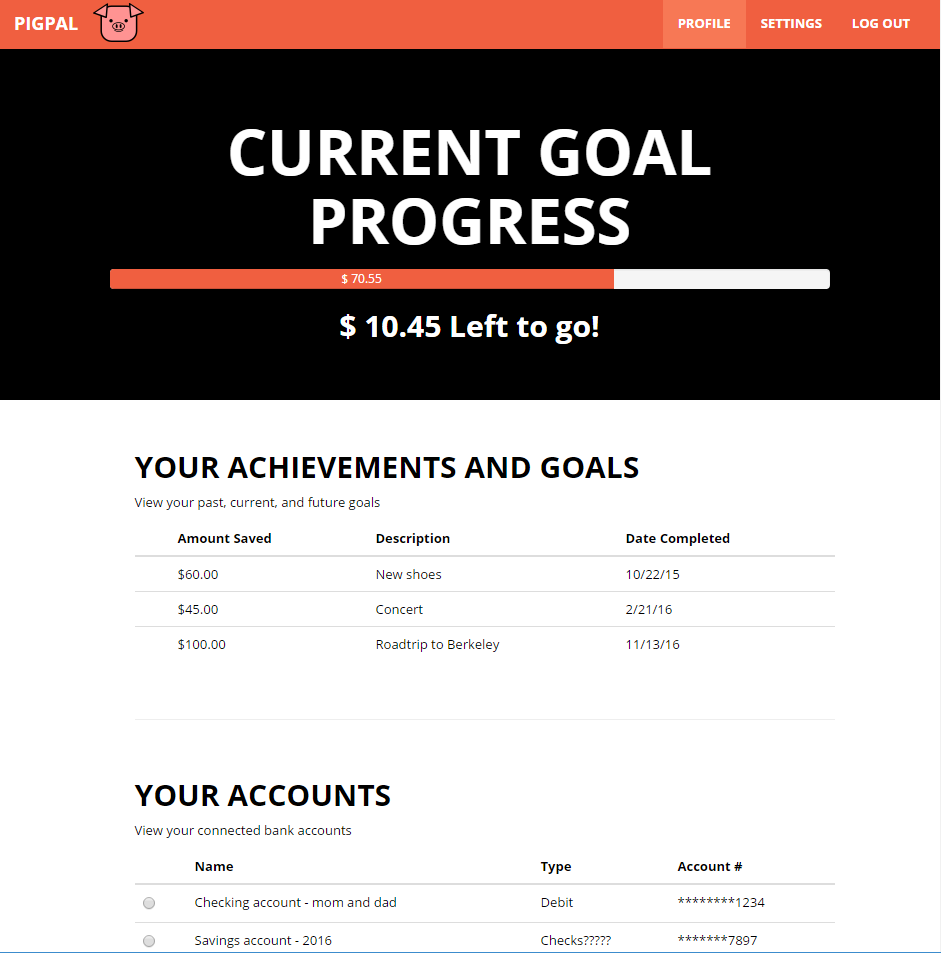 PIGPAL PROFILE SETTINGS LOG OUT
CURRENT GOAL
PROGRESS
$ 70.55
$ 10.45 Left to go!
YOUR ACHIEVEMENTS AND GOALS
View your past, current, and future goals
Amount Saved Description Date Completed
$60.00 New shoes 10/22/15
$45.00 Concert 2/21/16
$100.00 Roadtrip to Berkeley 11/13/16
YOUR ACCOUNTS
View your connected bank accounts
Name Type Account #
Checking account - mom and dad Debit ********1234
Savings account - 2016 Checks????? *******7897